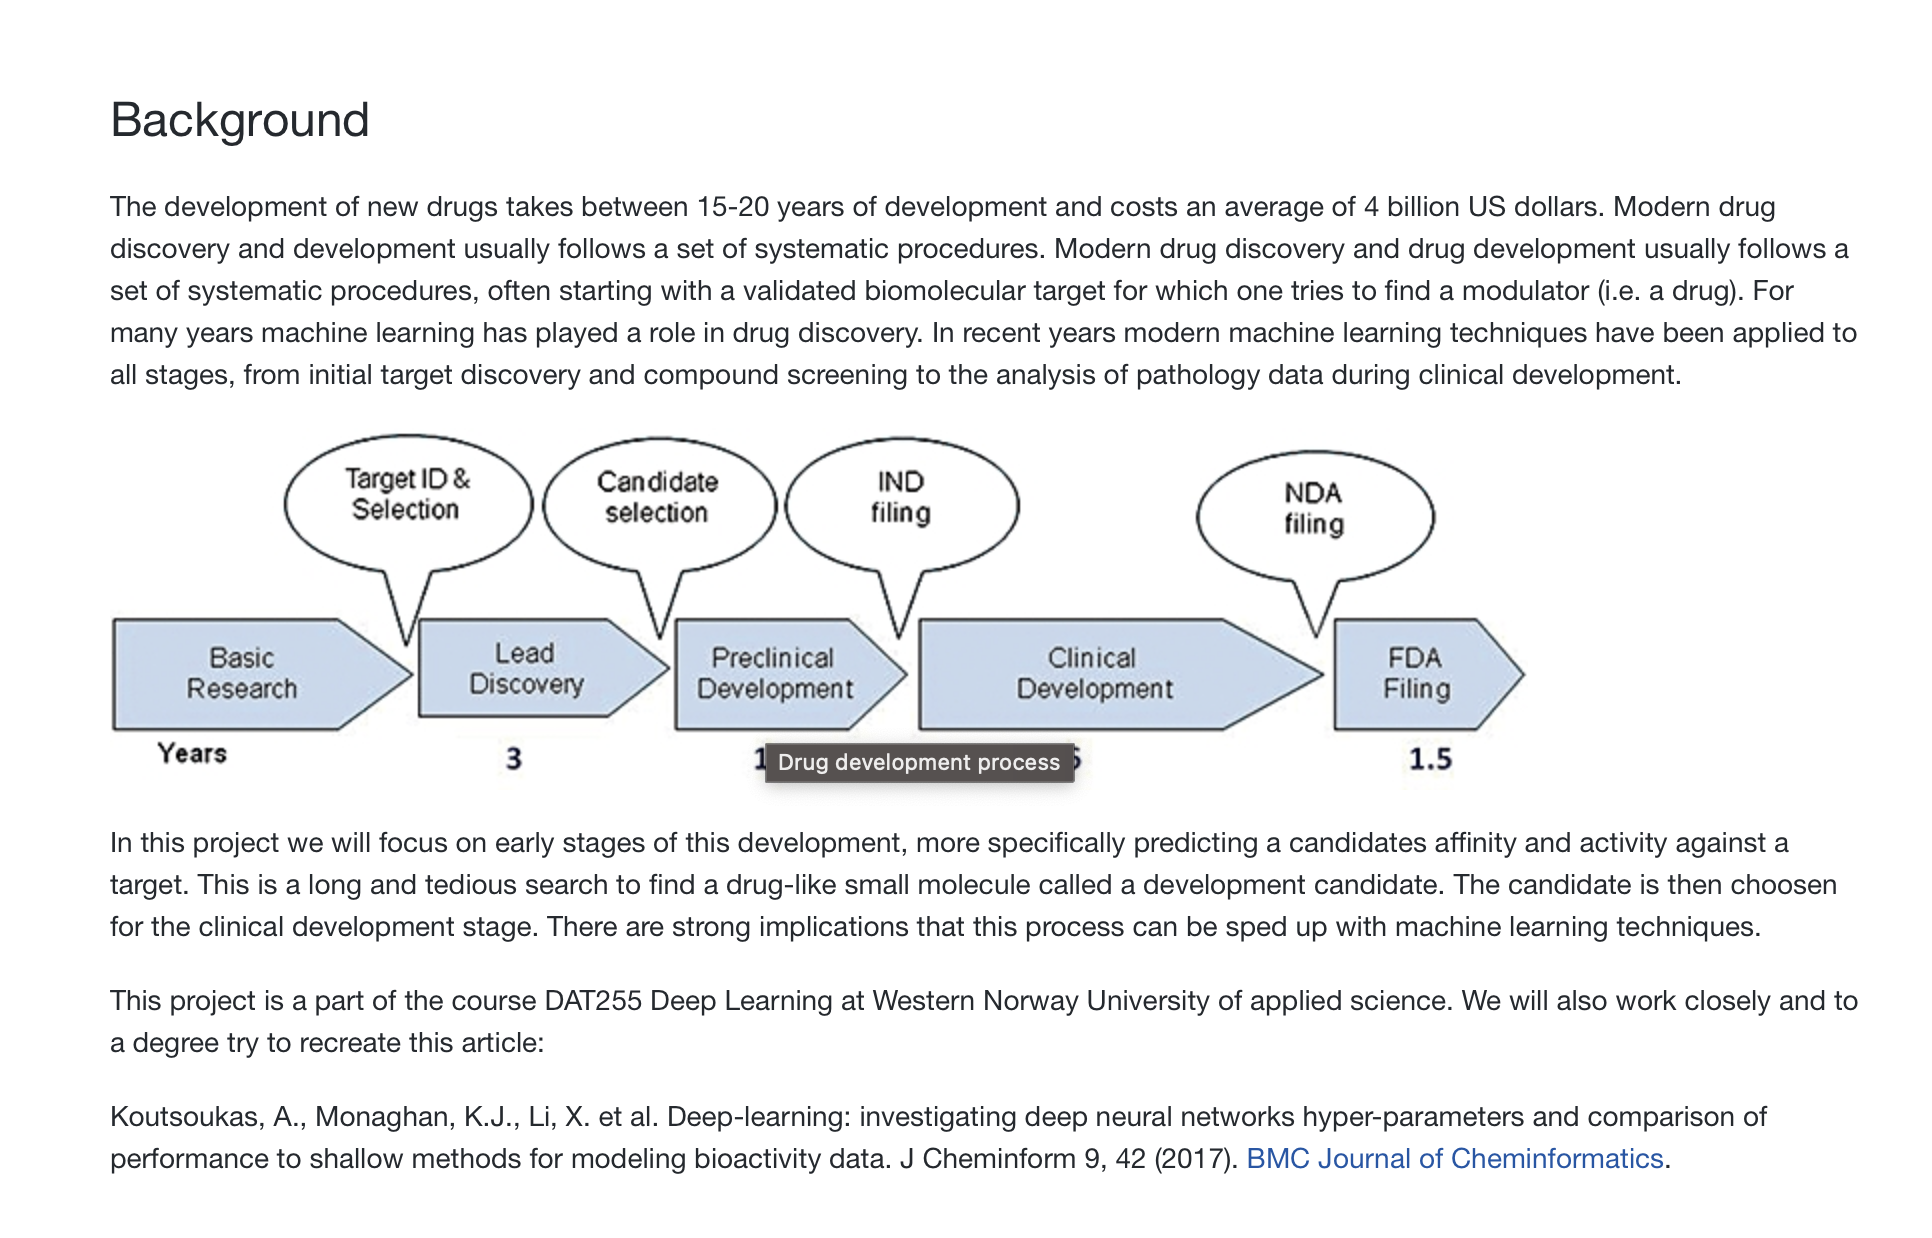 Background
The development of new drugs takes between 15-20 years of development and costs an average of 4 billion US dollars. Modern drug
discovery and development usually follows a set of systematic procedures. Modern drug discovery and drug development usually follows a
set of systematic procedures, often starting with a validated biomolecular target for which one tries to find a modulator (i.e. a drug). For
many years machine learning has played a role in drug discovery. In recent years modern machine learning techniques have been applied to
all stages, from initial target discovery and compound screening to the analysis of pathology data during clinical development.
Target ID &
Selection
Candidate
selection
IND
filing
NDA
filing
Basic
Research
Lead
Discovery
Preclinical
Development
Clinical
Development
FDA
Filing
Years
3
1
Drug development process
1.5
In this project we will focus on early stages of this development, more specifically predicting a candidates affinity and activity against a
target. This is a long and tedious search to find a drug-like small molecule called a development candidate. The candidate is then choosen
for the clinical development stage. There are strong implications that this process can be sped up with machine learning techniques.
This project is a part of the course DAT255 Deep Learning at Western Norway University of applied science. We will also work closely and to
a degree try to recreate this article:
Koutsoukas, A., Monaghan, K.J., Li, X. et al. Deep-learning: investigating deep neural networks hyper-parameters and comparison of
performance to shallow methods for modeling bioactivity data. J Cheminform 9, 42 (2017). BMC Journal of Cheminformatics.